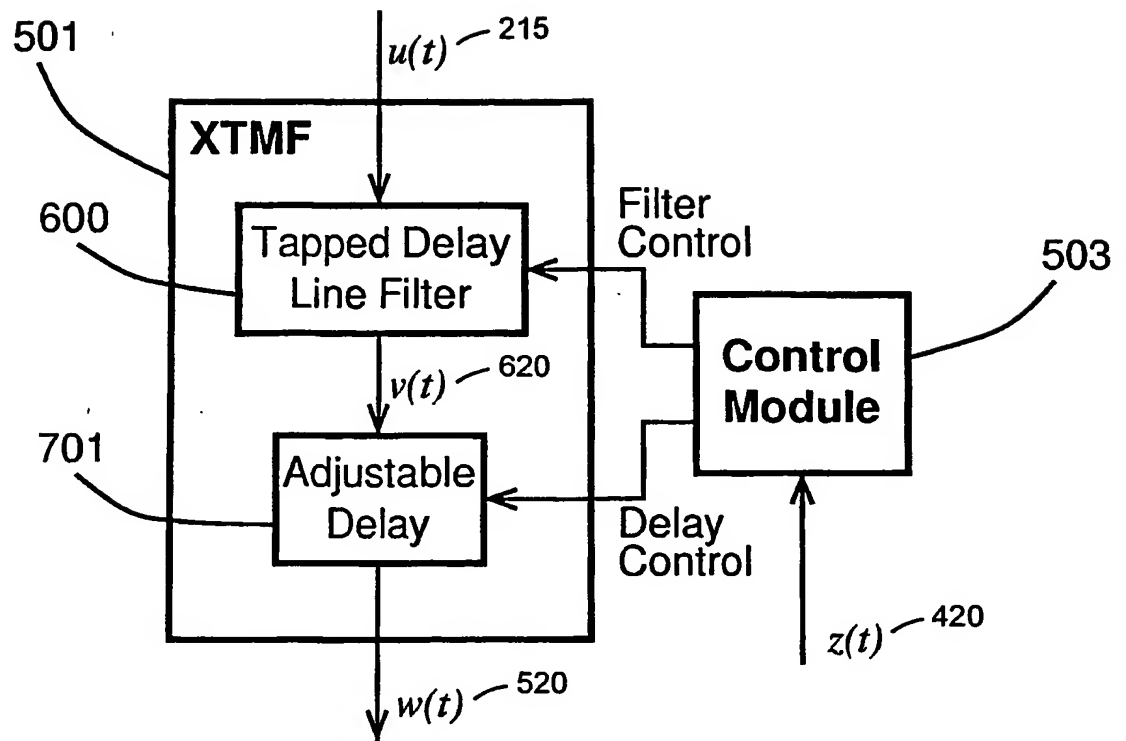 501
u(t) 215
XTMF
600
Tapped Delay
Line Filter
Filter
Control
503
Control
Module
v(t) 620
701
Adjustable
Delay
Delay
Control
z(t) 420
w(t) 520